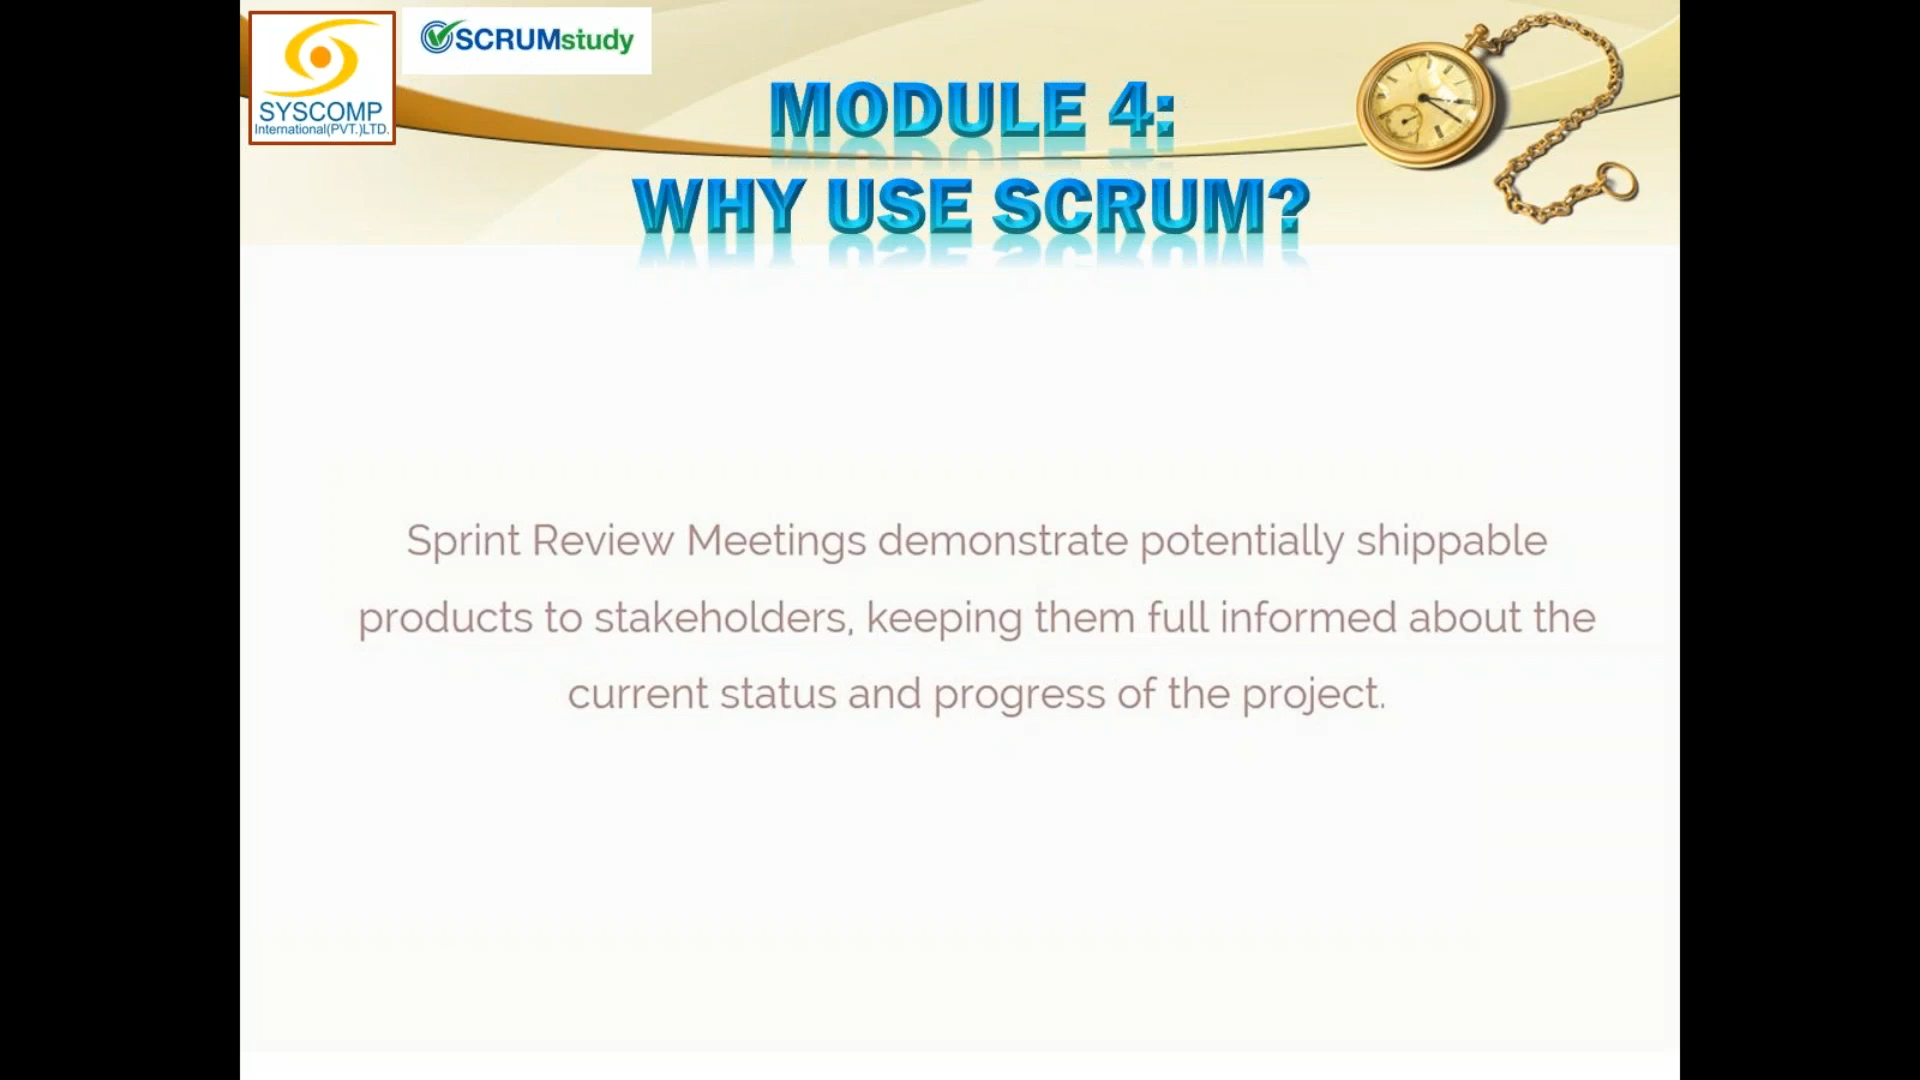 SYSCOMP
International(PVT.)LTD.
SCRUMstudy
MODULE 4:
WHY USE SCRUM?
Sprint Review Meetings demonstrate potentially shippable
products to stakeholders, keeping them full informed about the
current status and progress of the project.